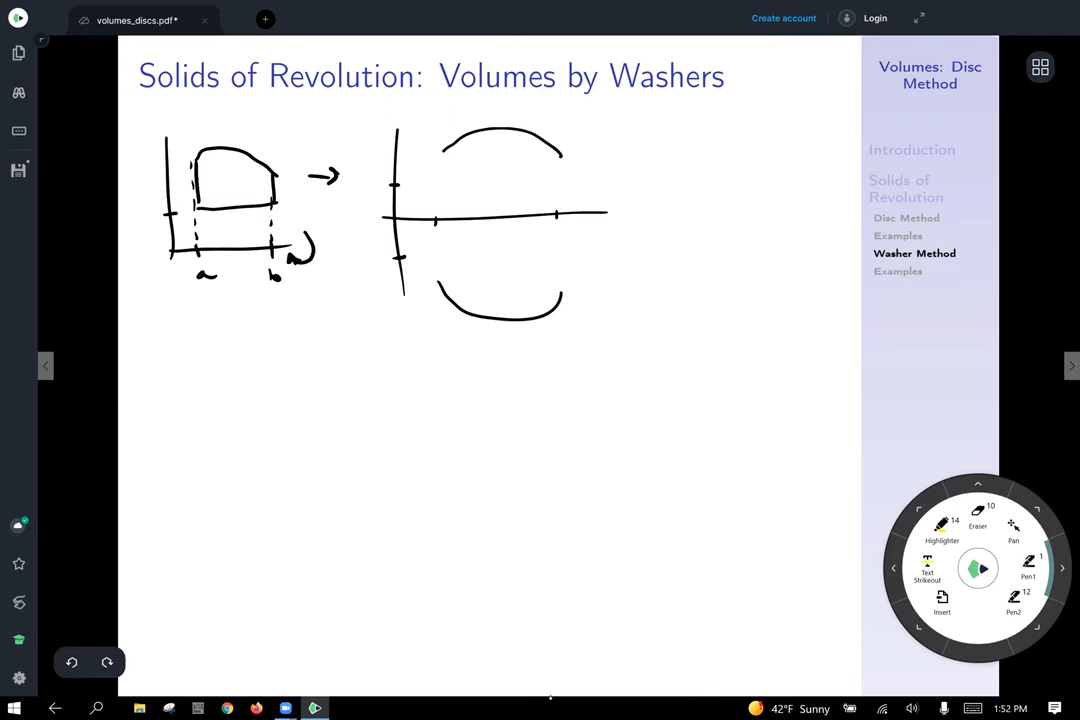 volumes_discs.pdf*
Create account
Login
Solids of Revolution: Volumes by Washers
a
b
Volumes: Disc
Method
Introduction
Solids of
Revolution
Disc Method
Examples
Washer Method
Examples
10
Eraser
14
Highlighter
Pan
Text
Strikeout
1
Pen1
Insert
12
Pen2
42°F Sunny
1:52 PM